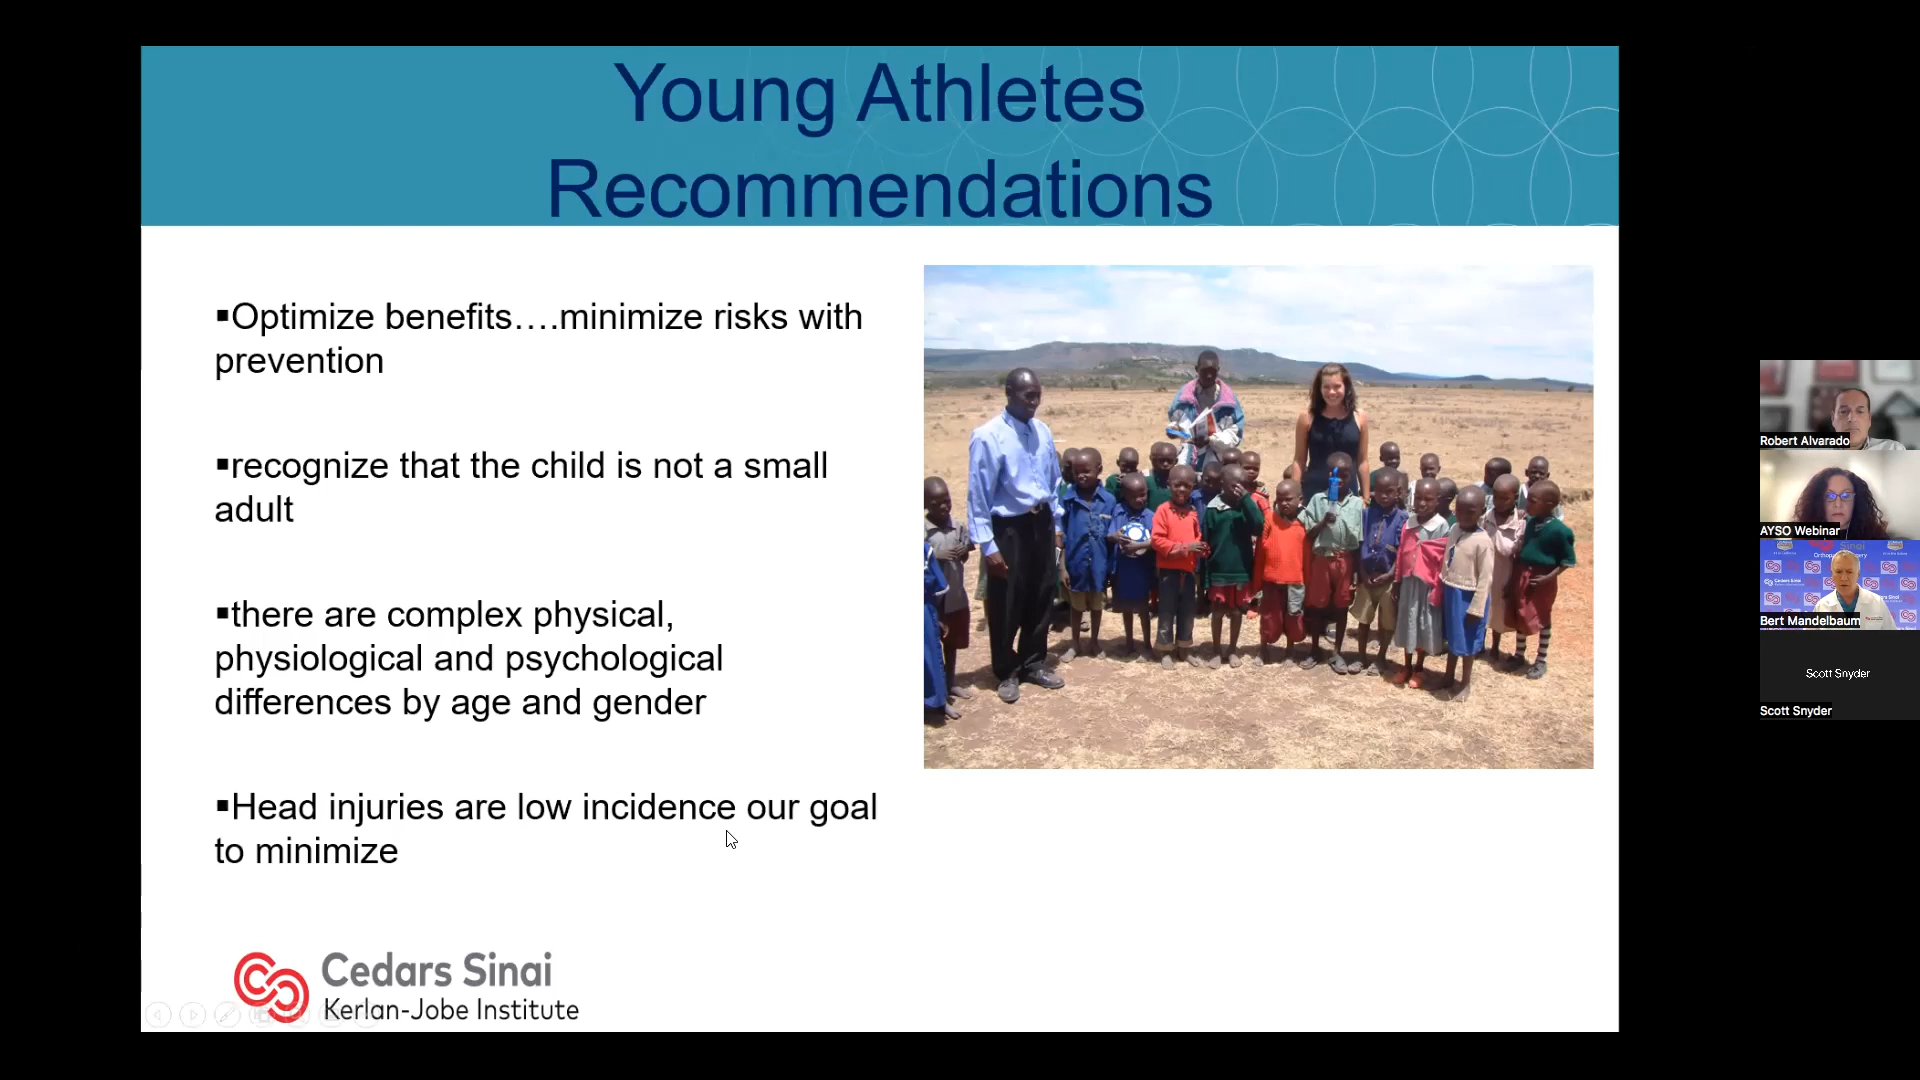 Young Athletes
Recommendations
▪Optimize benefits….minimize risks with
prevention
▪recognize that the child is not a small
adult
▪there are complex physical,
physiological and psychological
differences by age and gender
▪Head injuries are low incidence our goal
to minimize
Cedars Sinai
Kerlan-Jobe Institute
Robert Alvarado
AYSO Webinar
Cedars Sinai
Bert Mandelbaum
Scott Snyder
Scott Snyder